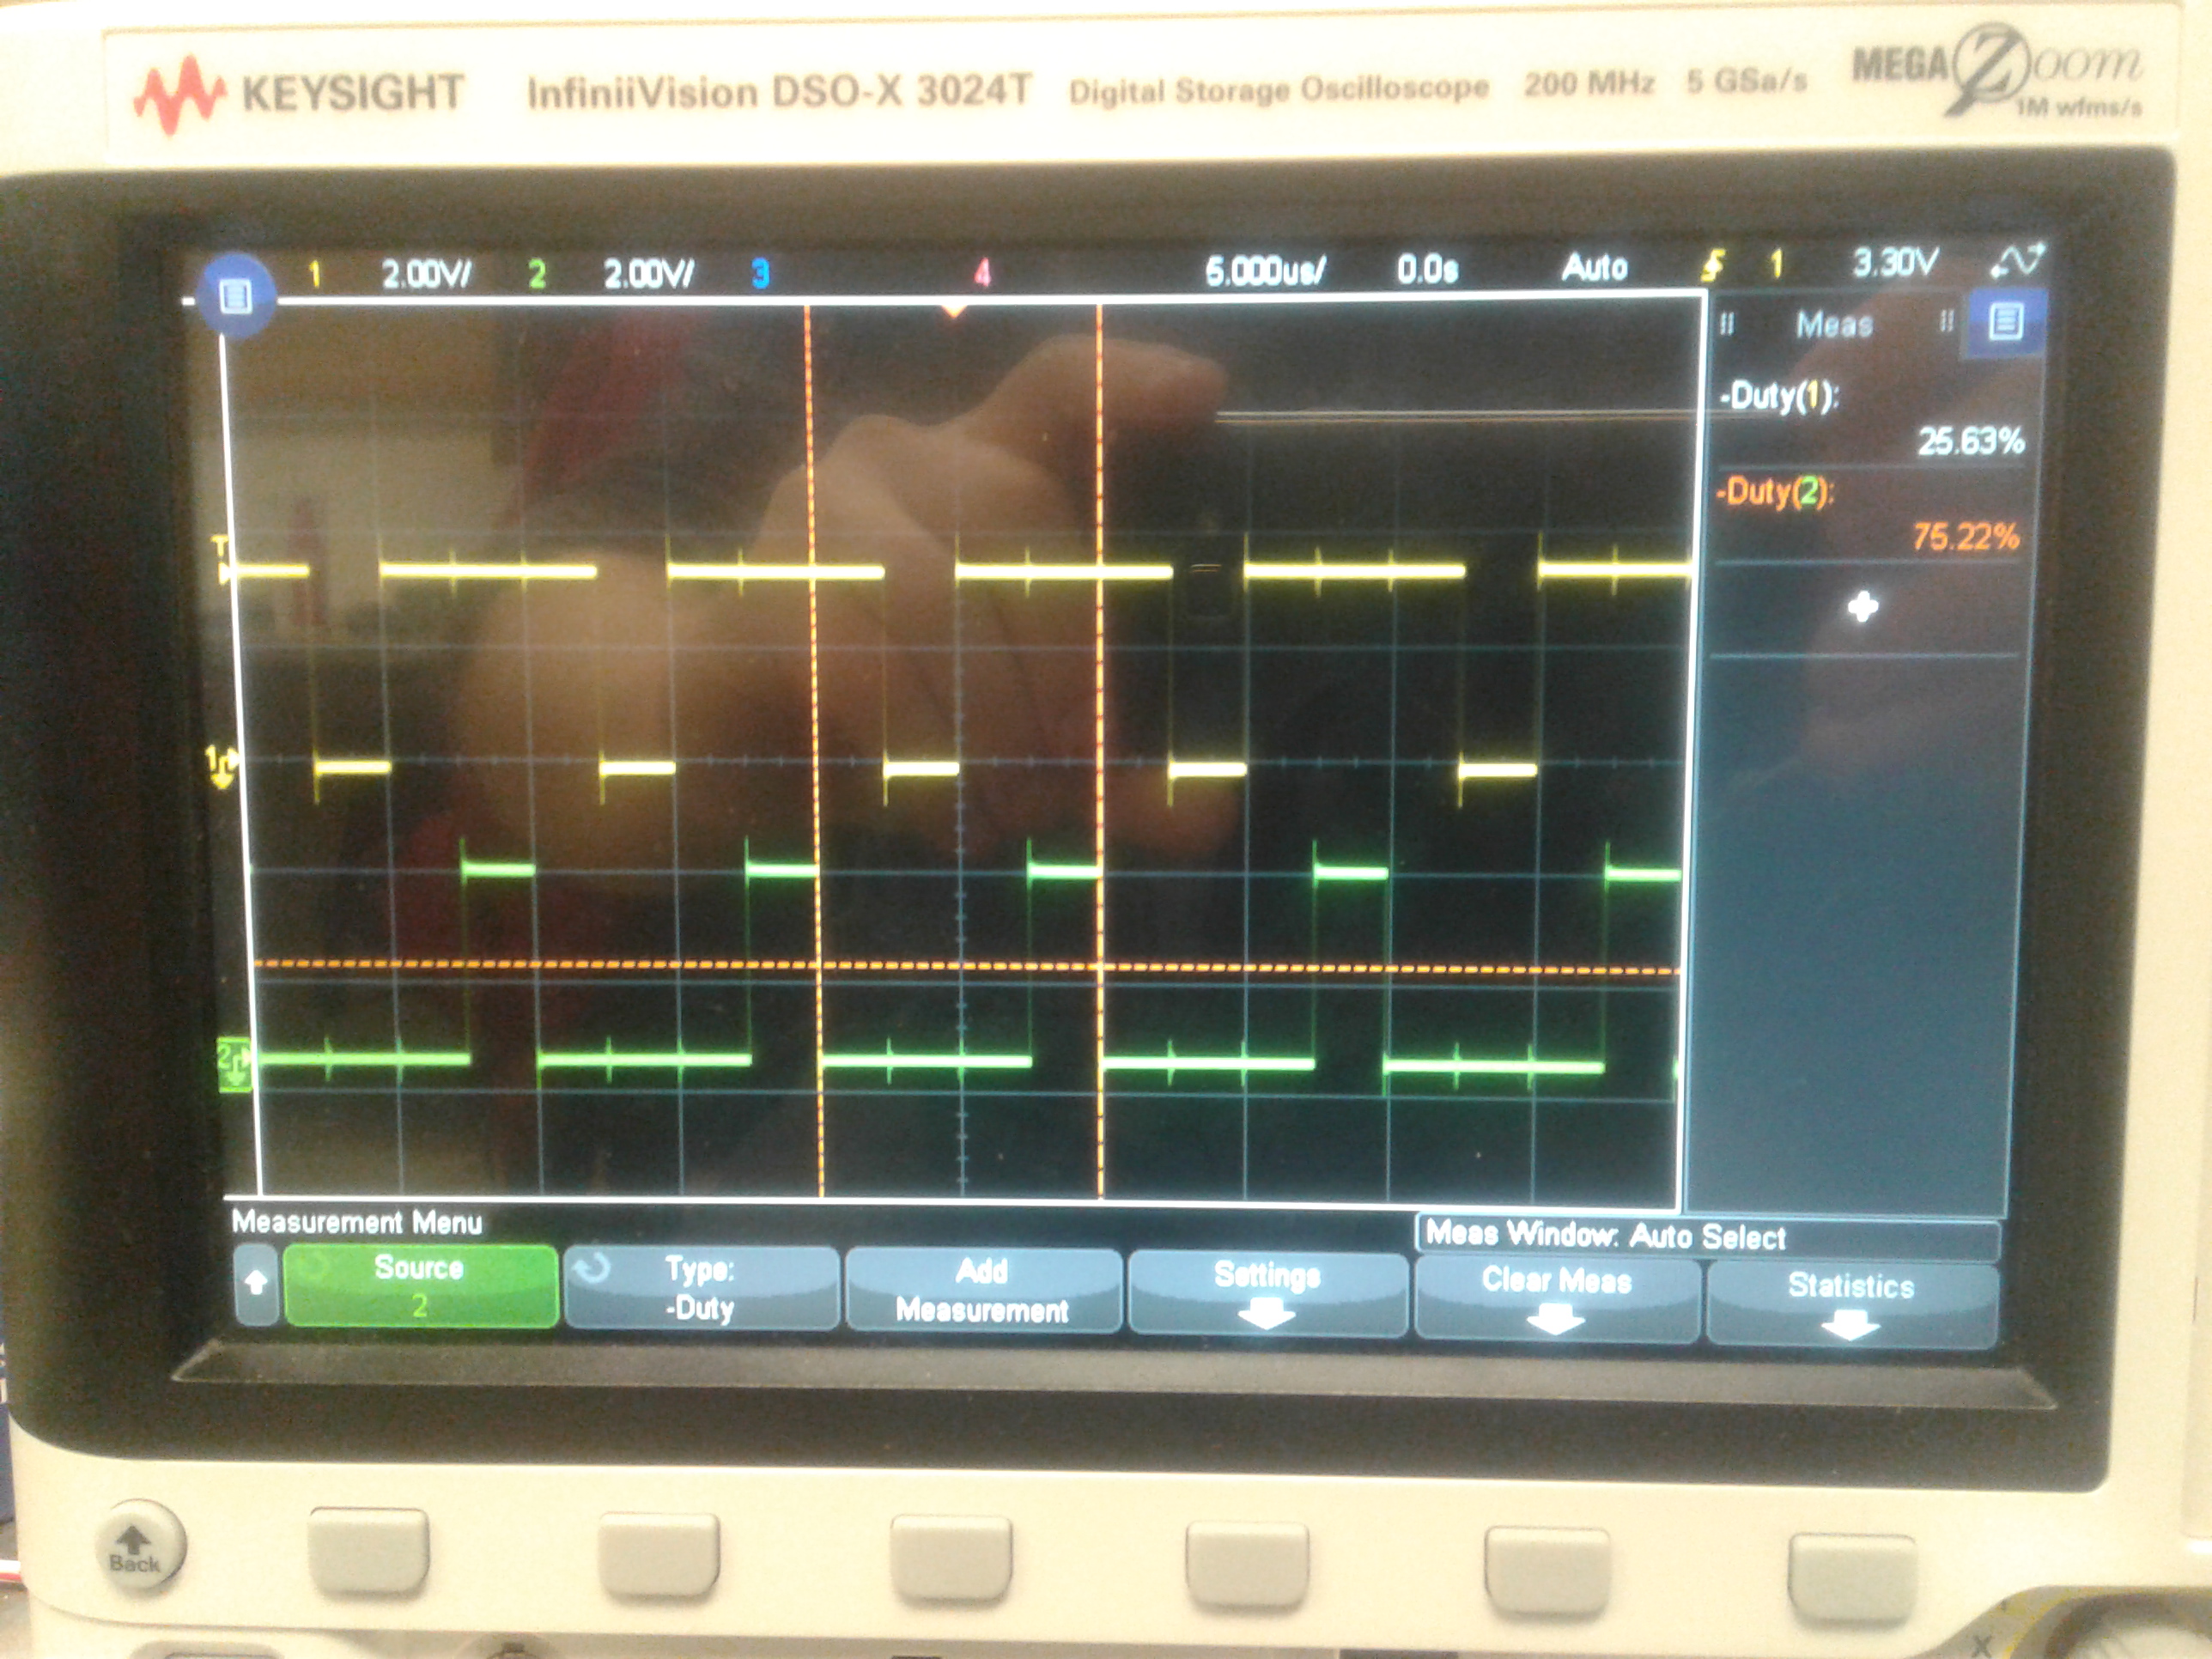 KEYSIGHT InfiniiVision DSO-X 3024T Digital Storage Oscilloscope 200 MHz 5 GSa/s MEGA Zoom
1M wfms/s
1 2.00V/ 2 2.00V/ 3 4 5.000us/ 0.0s Auto 1 3.30V
Meas
-Duty(1):
25.63%
-Duty(2):
75.22%
T
1
2
Measurement Menu
Meas Window: Auto Select
Source
2
Type:
-Duty
Add
Measurement
Settings
Clear Meas
Statistics
Back
X